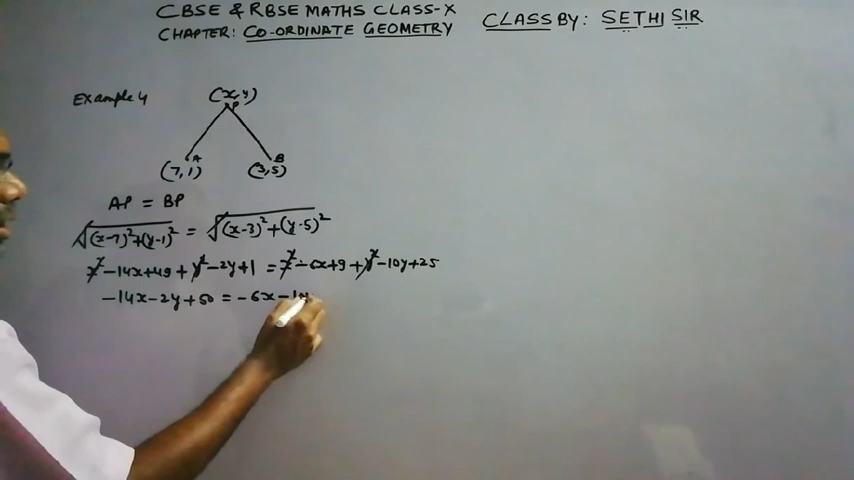 CBSE & RBSE MATHS CLASS-X
CHAPTER: CO-ORDINATE GEOMETRY
CLASS BY: SETHI SIR
Example 4
(x,y)
P
A
B
(7,1)
(3,5)
AP = BP
√(x-7)²+(y-1)² = √(x-3)²+(y-5)²
x²-14x+49+y²-2y+1 = x²-6x+9+y²-10y+25
-14x-2y+50 = -6x-10